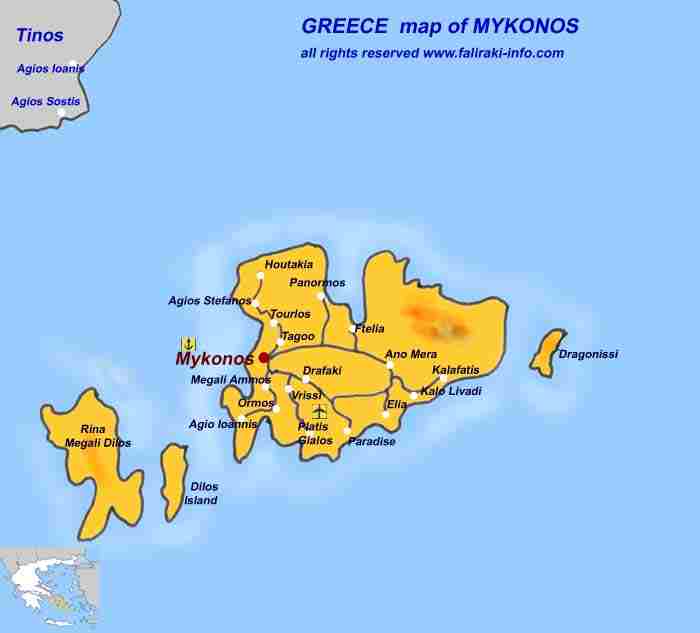 GREECE map of MYKONOS
all rights reserved www.faliraki-info.com
Tinos
Agios Ioanis
Agios Sostis
Houtakia
Panormos
Agios Stefanos
Tourlos
Ftelia
Tagoo
Mykonos
Ano Mera
Dragonissi
Drafaki
Kalafatis
Megali Ammos
Vrissi
Kalo Livadi
Ormos
Elia
Agio Ioannis
Platis
Gialos
Paradise
Rina
Megali Dilos
Dilos
Island